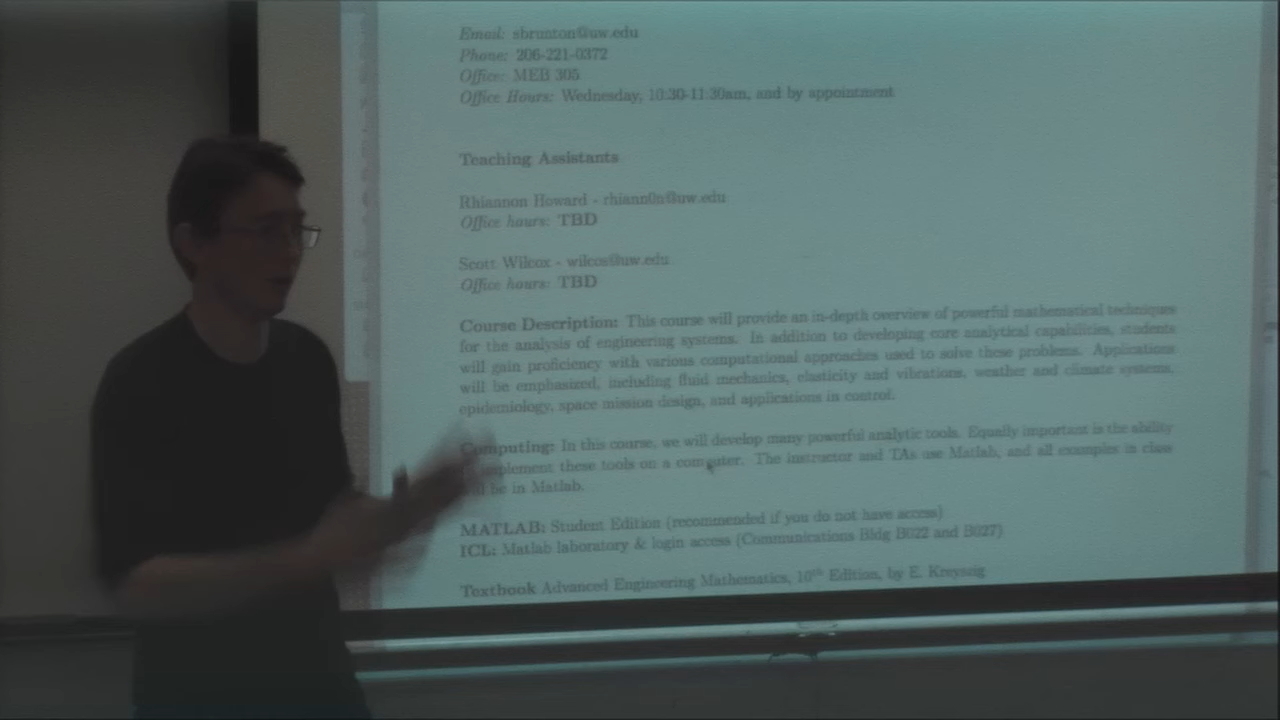 Email: sbrunton@uw.edu
Phone: 206-221-0372
Office: MEB 305
Office Hours: Wednesday, 10:30-11:30am, and by appointment
Teaching Assistants
Rhiannon Howard - rhiann0n@uw.edu
Office hours: TBD
Scott Wilcox - wilcos@uw.edu
Office hours: TBD
Course Description: This course will provide an in-depth overview of powerful mathematical techniques
for the analysis of engineering systems. In addition to developing core analytical capabilities, students
will gain proficiency with various computational approaches used to solve these problems. Applications
will be emphasized, including fluid mechanics, elasticity and vibrations, weather and climate systems,
epidemiology, space mission design, and applications in control.
Computing: In this course, we will develop many powerful analytic tools. Equally important is the ability
implement these tools on a computer. The instructor and TAs use Matlab, and all examples in class
be in Matlab.
MATLAB: Student Edition (recommended if you do not have access)
ICL: Matlab laboratory & login access (Communications Bldg B022 and B027)
Textbook Advanced Engineering Mathematics, 10th Edition, by E. Kreyszig